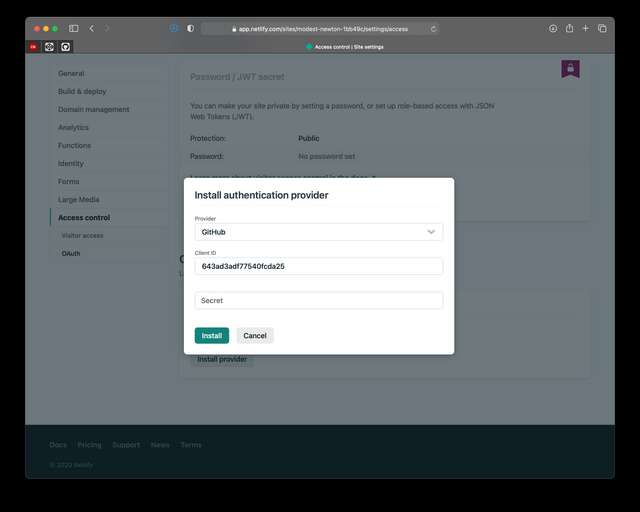 app.netlify.com/sites/modest-newton-1bb49c/settings/access
Access control | Site settings
General
Build & deploy
Domain management
Analytics
Functions
Identity
Forms
Large Media
Access control
Visitor access
OAuth
Password / JWT secret
You can make your site private by setting a password, or set up role-based access with JSON
Web Tokens (JWT).
Protection: Public
Password: No password set
Install authentication provider
Provider
GitHub
Client ID
643ad3adf77540fcda25
Secret
Install Cancel
Install provider
Docs Pricing Support News Terms
© 2020 Netlify